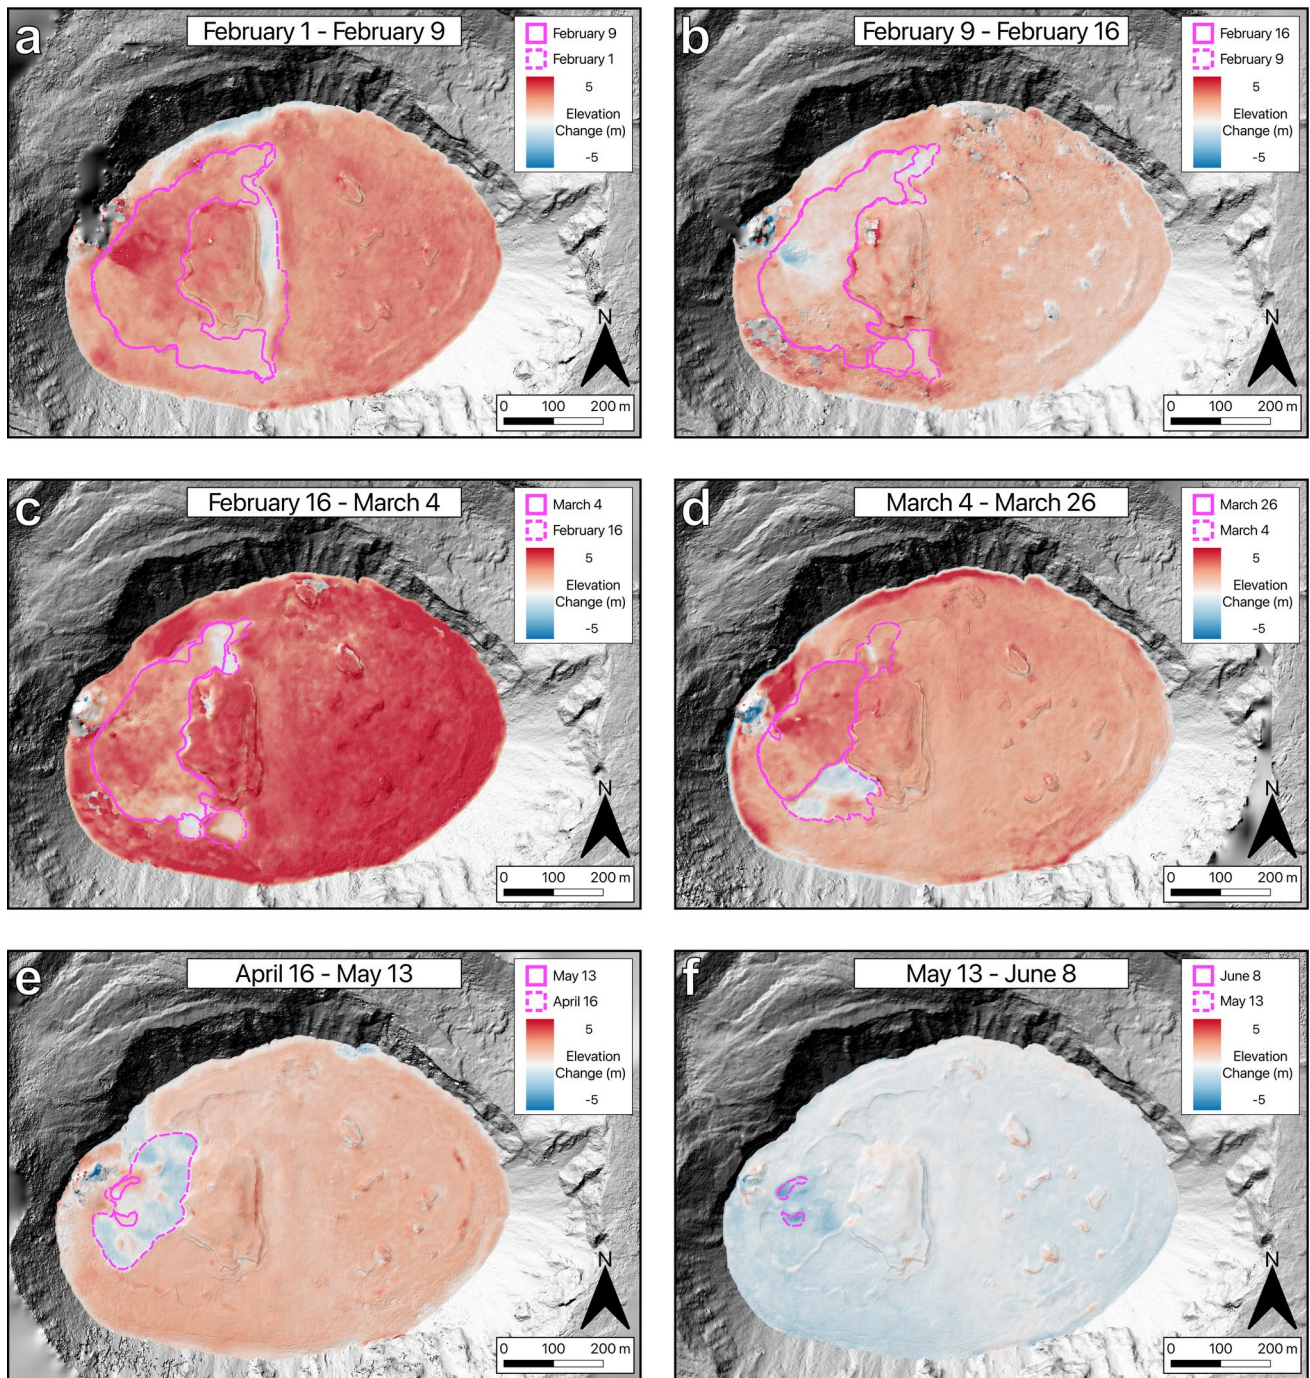 a
February 1 - February 9
February 9
February 1
5
Elevation
Change (m)
-5
N
0 100 200 m
b
February 9 - February 16
February 16
February 9
5
Elevation
Change (m)
-5
N
0 100 200 m
c
February 16 - March 4
March 4
February 16
5
Elevation
Change (m)
-5
N
0 100 200 m
d
March 4 - March 26
March 26
March 4
5
Elevation
Change (m)
-5
N
0 100 200 m
e
April 16 - May 13
May 13
April 16
5
Elevation
Change (m)
-5
N
0 100 200 m
f
May 13 - June 8
June 8
May 13
5
Elevation
Change (m)
-5
N
0 100 200 m